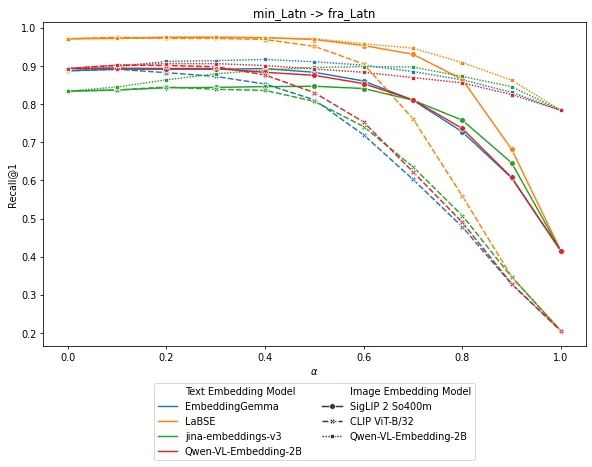 min_Latn -> fra_Latn
1.0
0.9
0.8
0.7
0.6
0.5
0.4
0.3
0.2
Recall@1
0.0 0.2 0.4 0.6 0.8 1.0
α
Text Embedding Model Image Embedding Model
EmbeddingGemma SigLIP 2 So400m
LaBSE CLIP ViT-B/32
jina-embeddings-v3 Qwen-VL-Embedding-2B
Qwen-VL-Embedding-2B